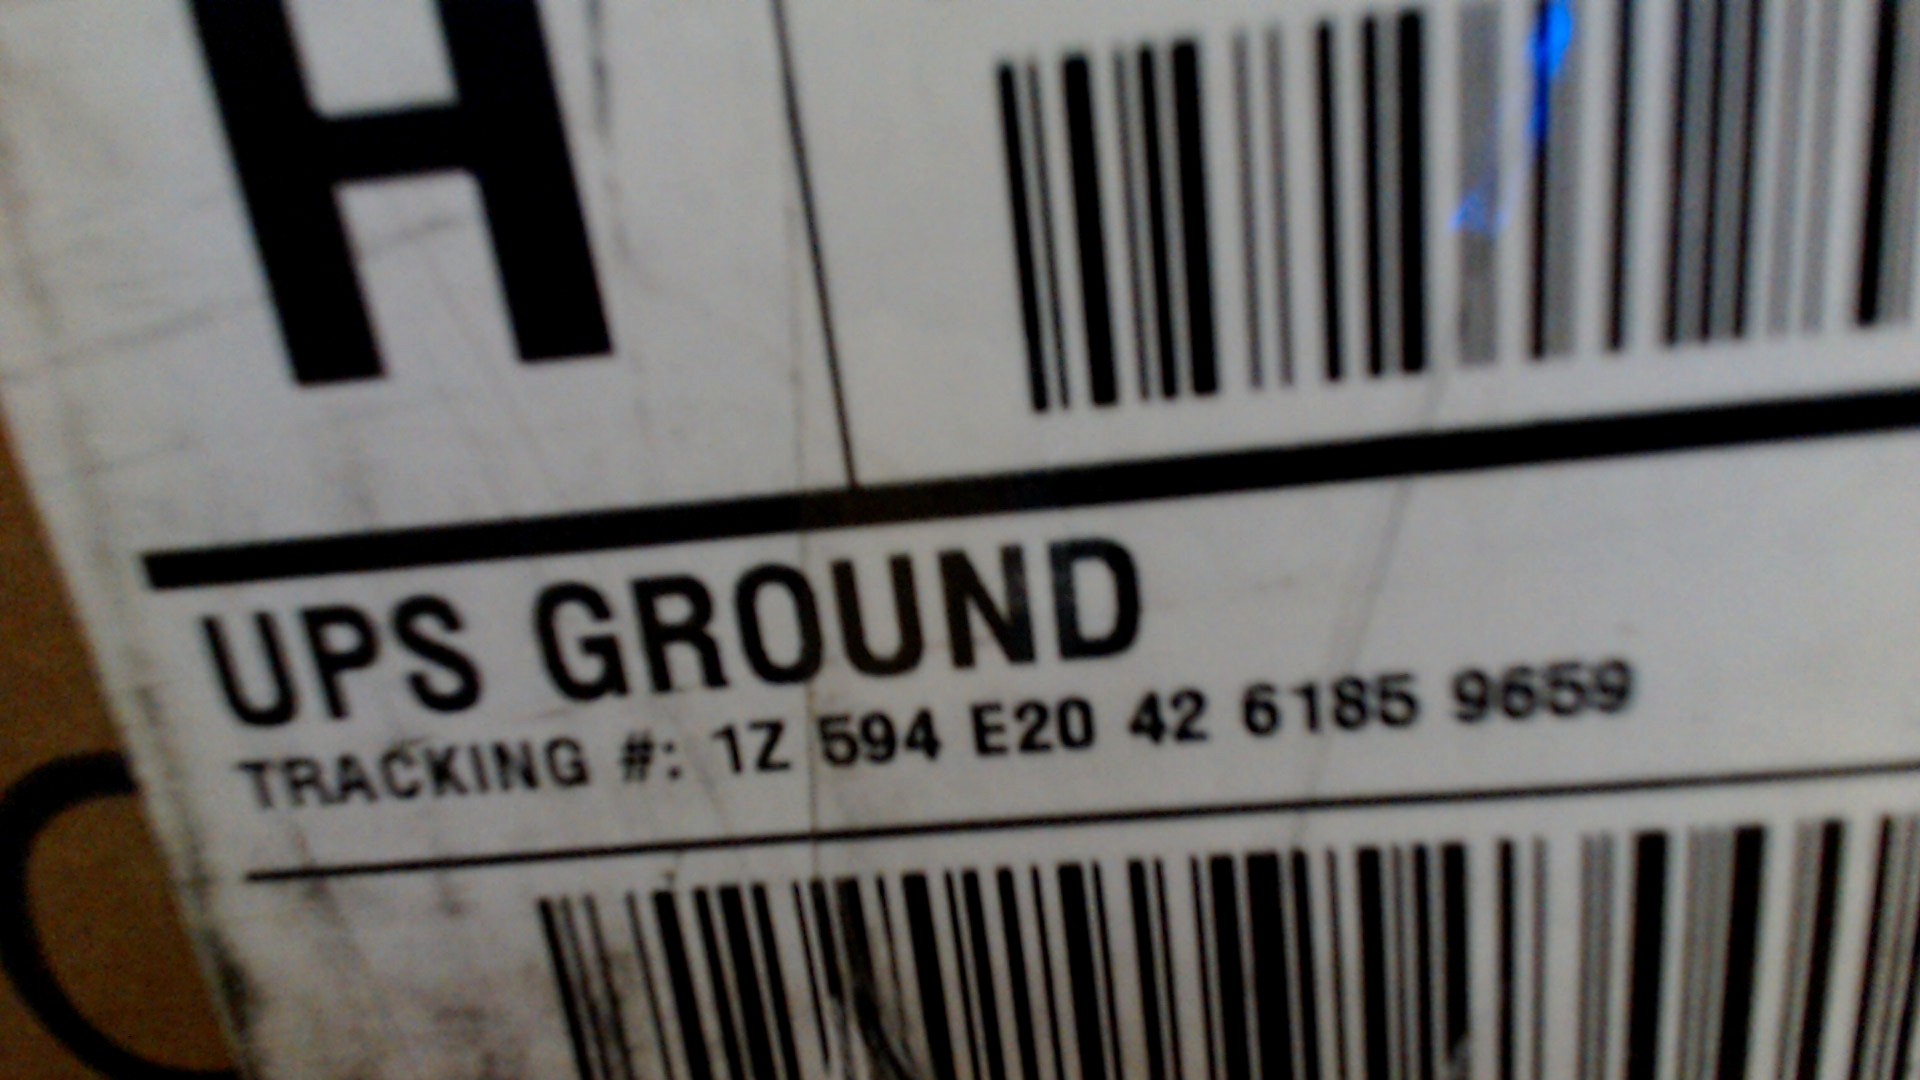 H
UPS GROUND
TRACKING #: 1Z 594 E20 42 6185 9659